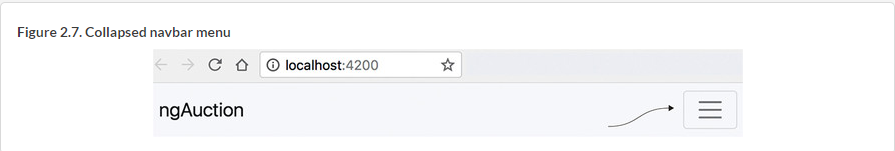 Figure 2.7. Collapsed navbar menu
localhost:4200
ngAuction